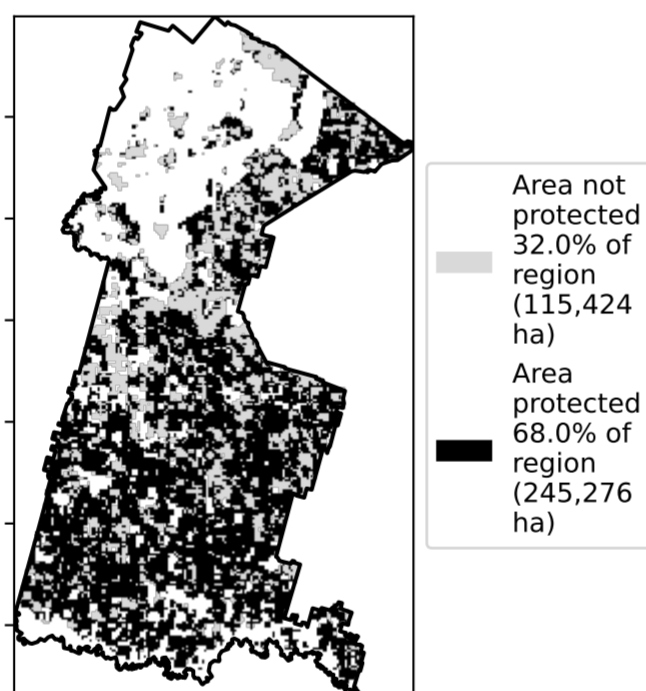 Area not
protected
32.0% of
region
(115,424
ha)
Area
protected
68.0% of
region
(245,276
ha)